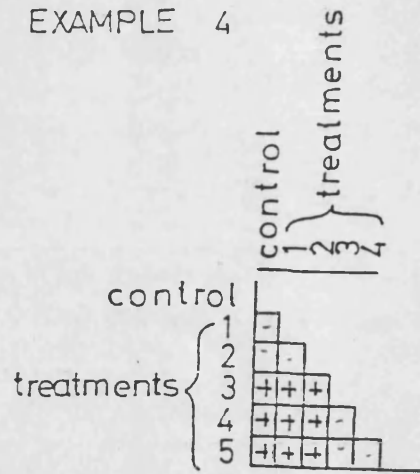 EXAMPLE 4
control
1
2
3
4
treatments
control
1 -
2 - -
treatments
3 + + +
4 + + + -
5 + + + - -